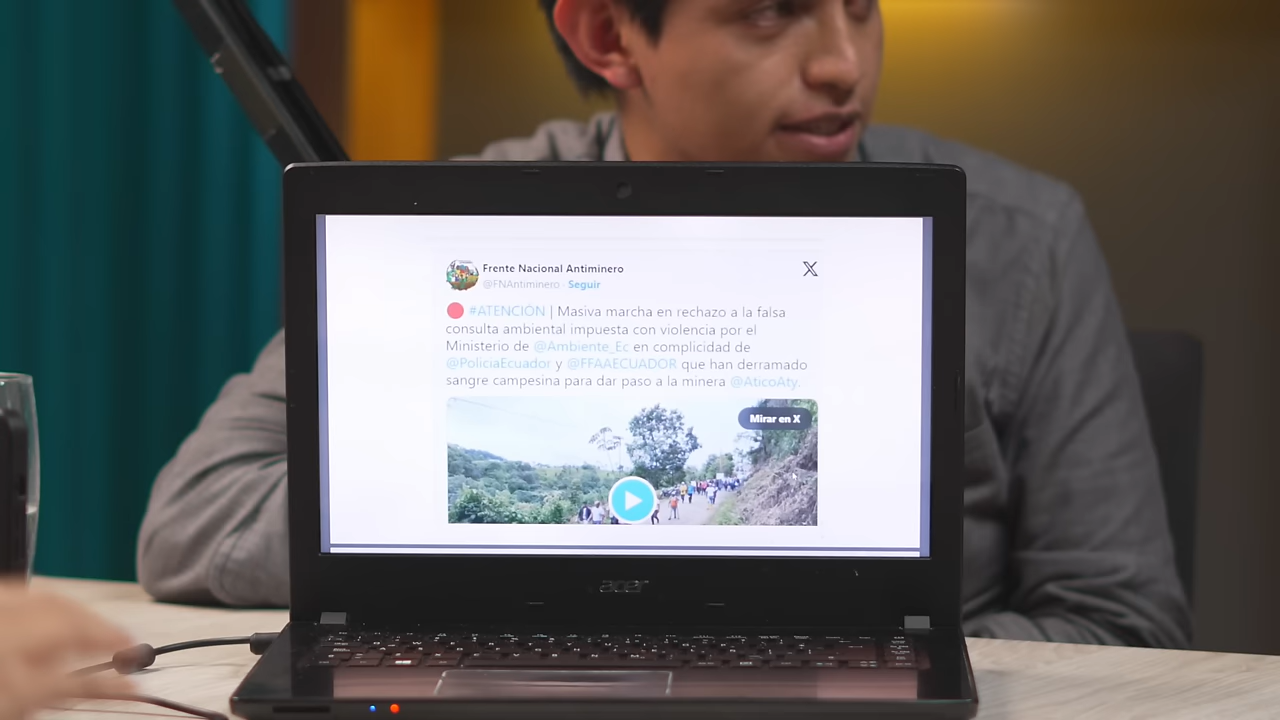 Frente Nacional Antiminero
@FNAntiminero · Seguir
🔴 #ATENCIÓN | Masiva marcha en rechazo a la falsa
consulta ambiental impuesta con violencia por el
Ministerio de @Ambiente_Ec en complicidad de
@PoliciaEcuador y @FFAAECUADOR que han derramado
sangre campesina para dar paso a la minera @AticoAty.
Mirar en X
acer